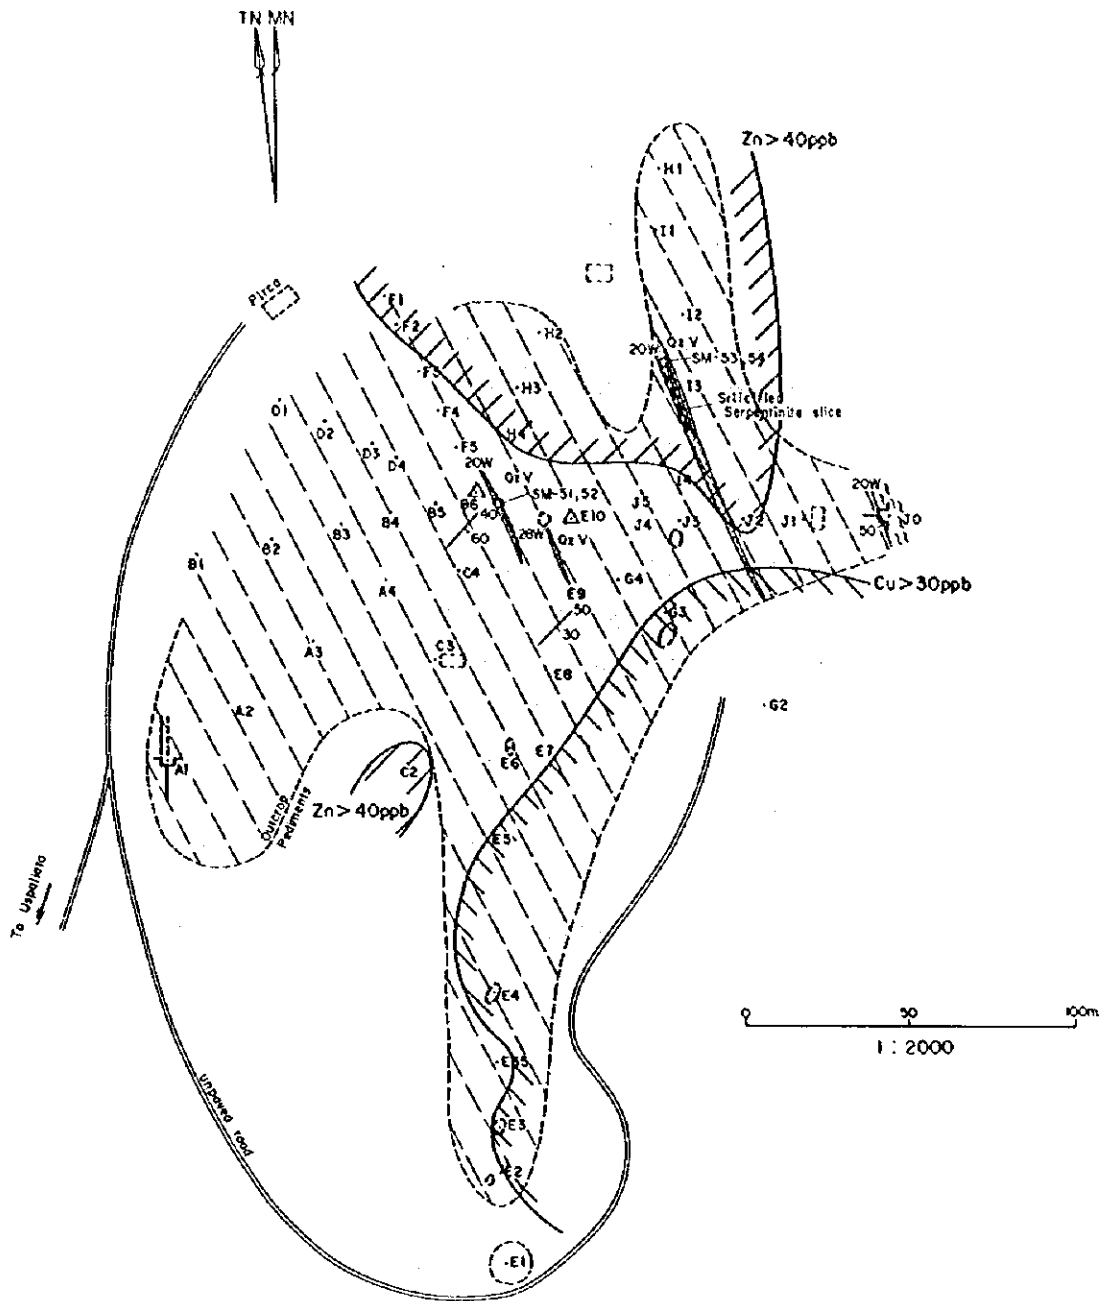 TN MN
Zn > 40ppb
H1
I1
Pirca
F1
F2
I2
H2
Qz V
20W
SM-53, 54
F3
H3
I3
Silicified
Serpentinite slice
D1
F4
D2
H4
D3
F5
D4
20W
Qz V
I4
20W
SM-51, 52
B6
B5
40
E10
J5
B4
J4
J3
J2
J1
J0
B3
60
28W
Qz V
50
B2
B1
C4
G4
Cu > 30ppb
A4
E9
50
G3
30
A3
C3
E8
G2
A2
E7
E6
A1
C2
Outcrop
Pediments
Zn > 40ppb
E5
To Uspallata
E4
0 50 100m
1 : 2000
unpaved road
E3
E2
E1